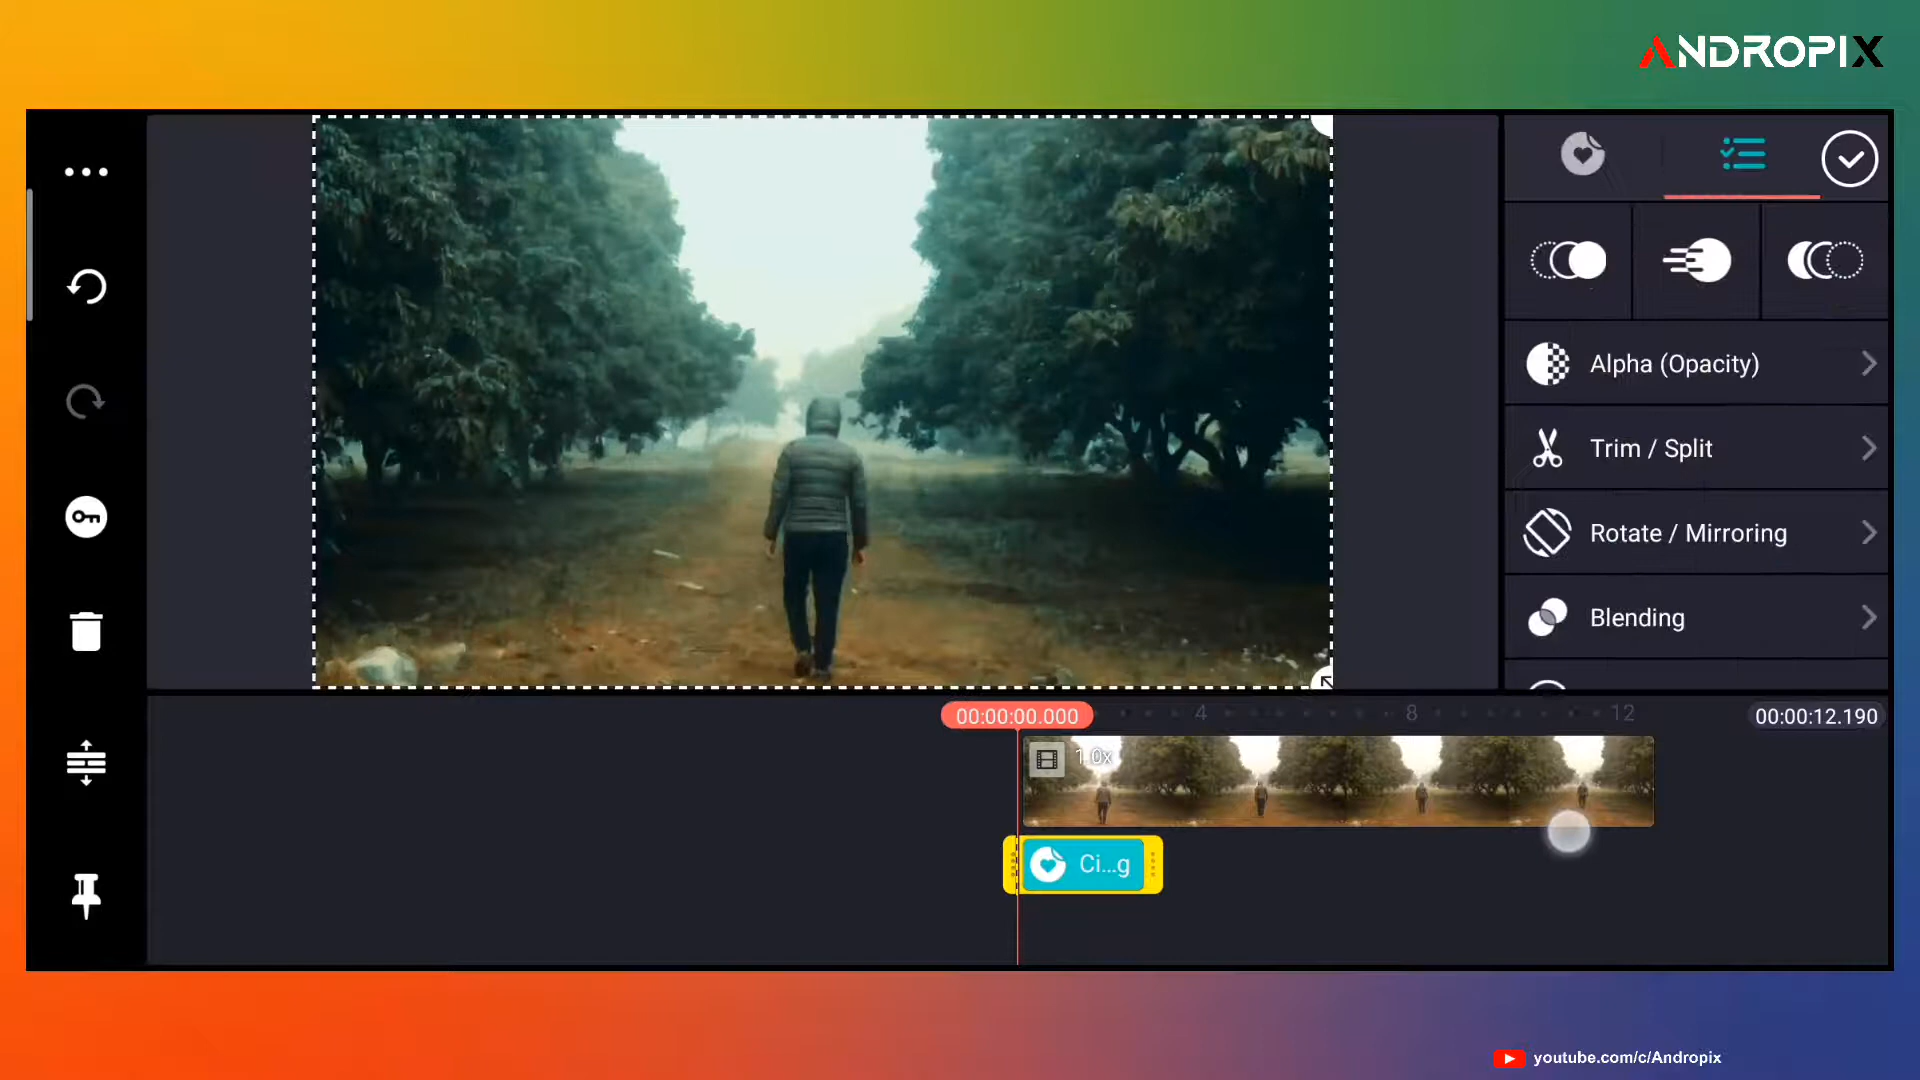 ANDROPIX
Alpha (Opacity)
Trim / Split
Rotate / Mirroring
Blending
00:00:00.000
4
8
12
00:00:12.190
1.0x
Ci...g
youtube.com/c/Andropix